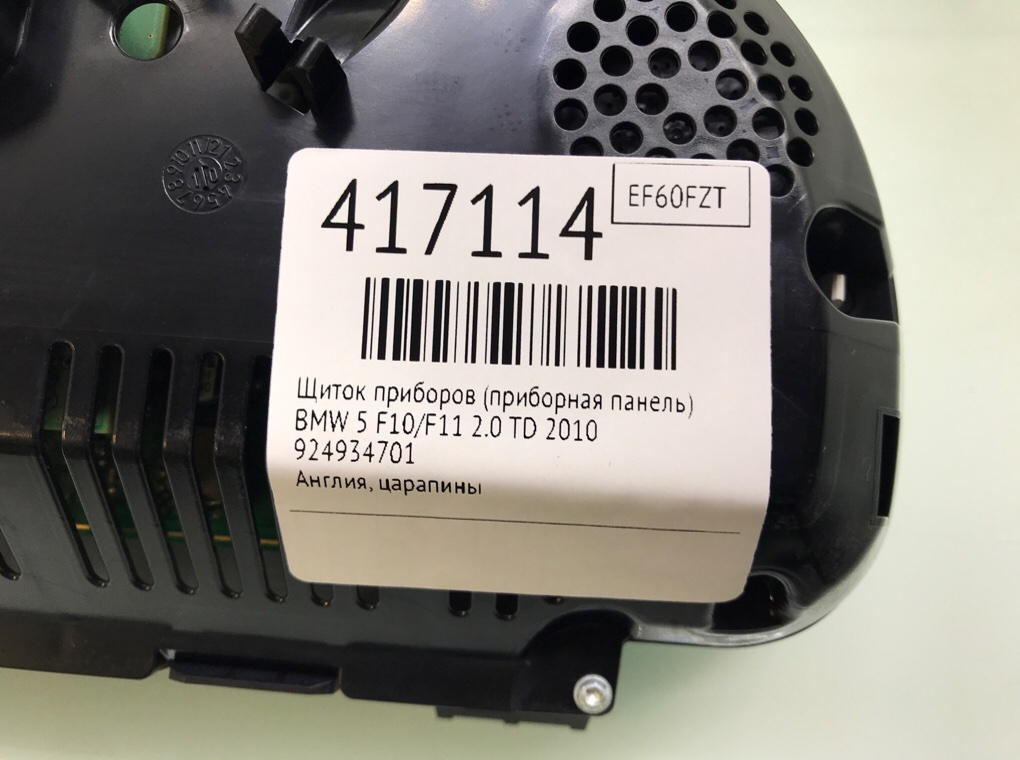 417114
EF60FZT
Щиток приборов (приборная панель)
BMW 5 F10/F11 2.0 TD 2010
924934701
Англия, царапины